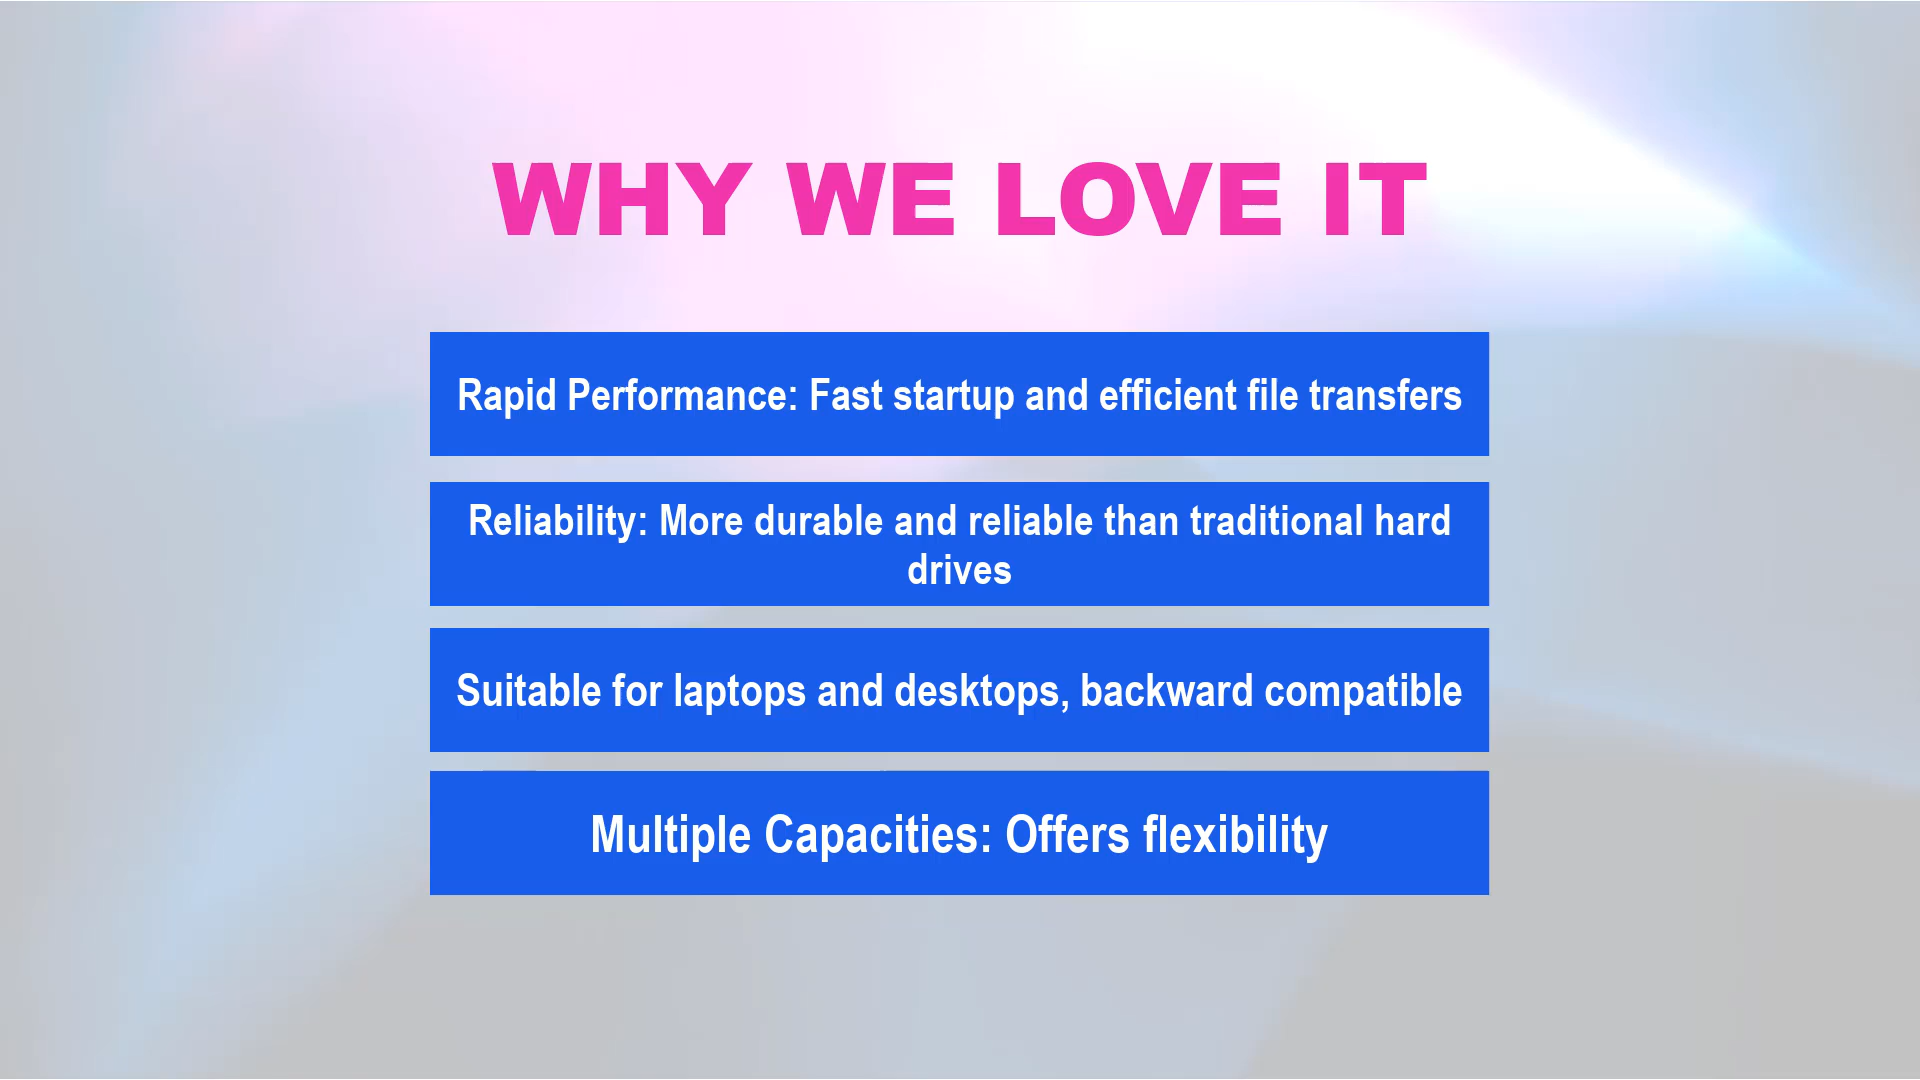 WHY WE LOVE IT
Rapid Performance: Fast startup and efficient file transfers
Reliability: More durable and reliable than traditional hard
drives
Suitable for laptops and desktops, backward compatible
Multiple Capacities: Offers flexibility